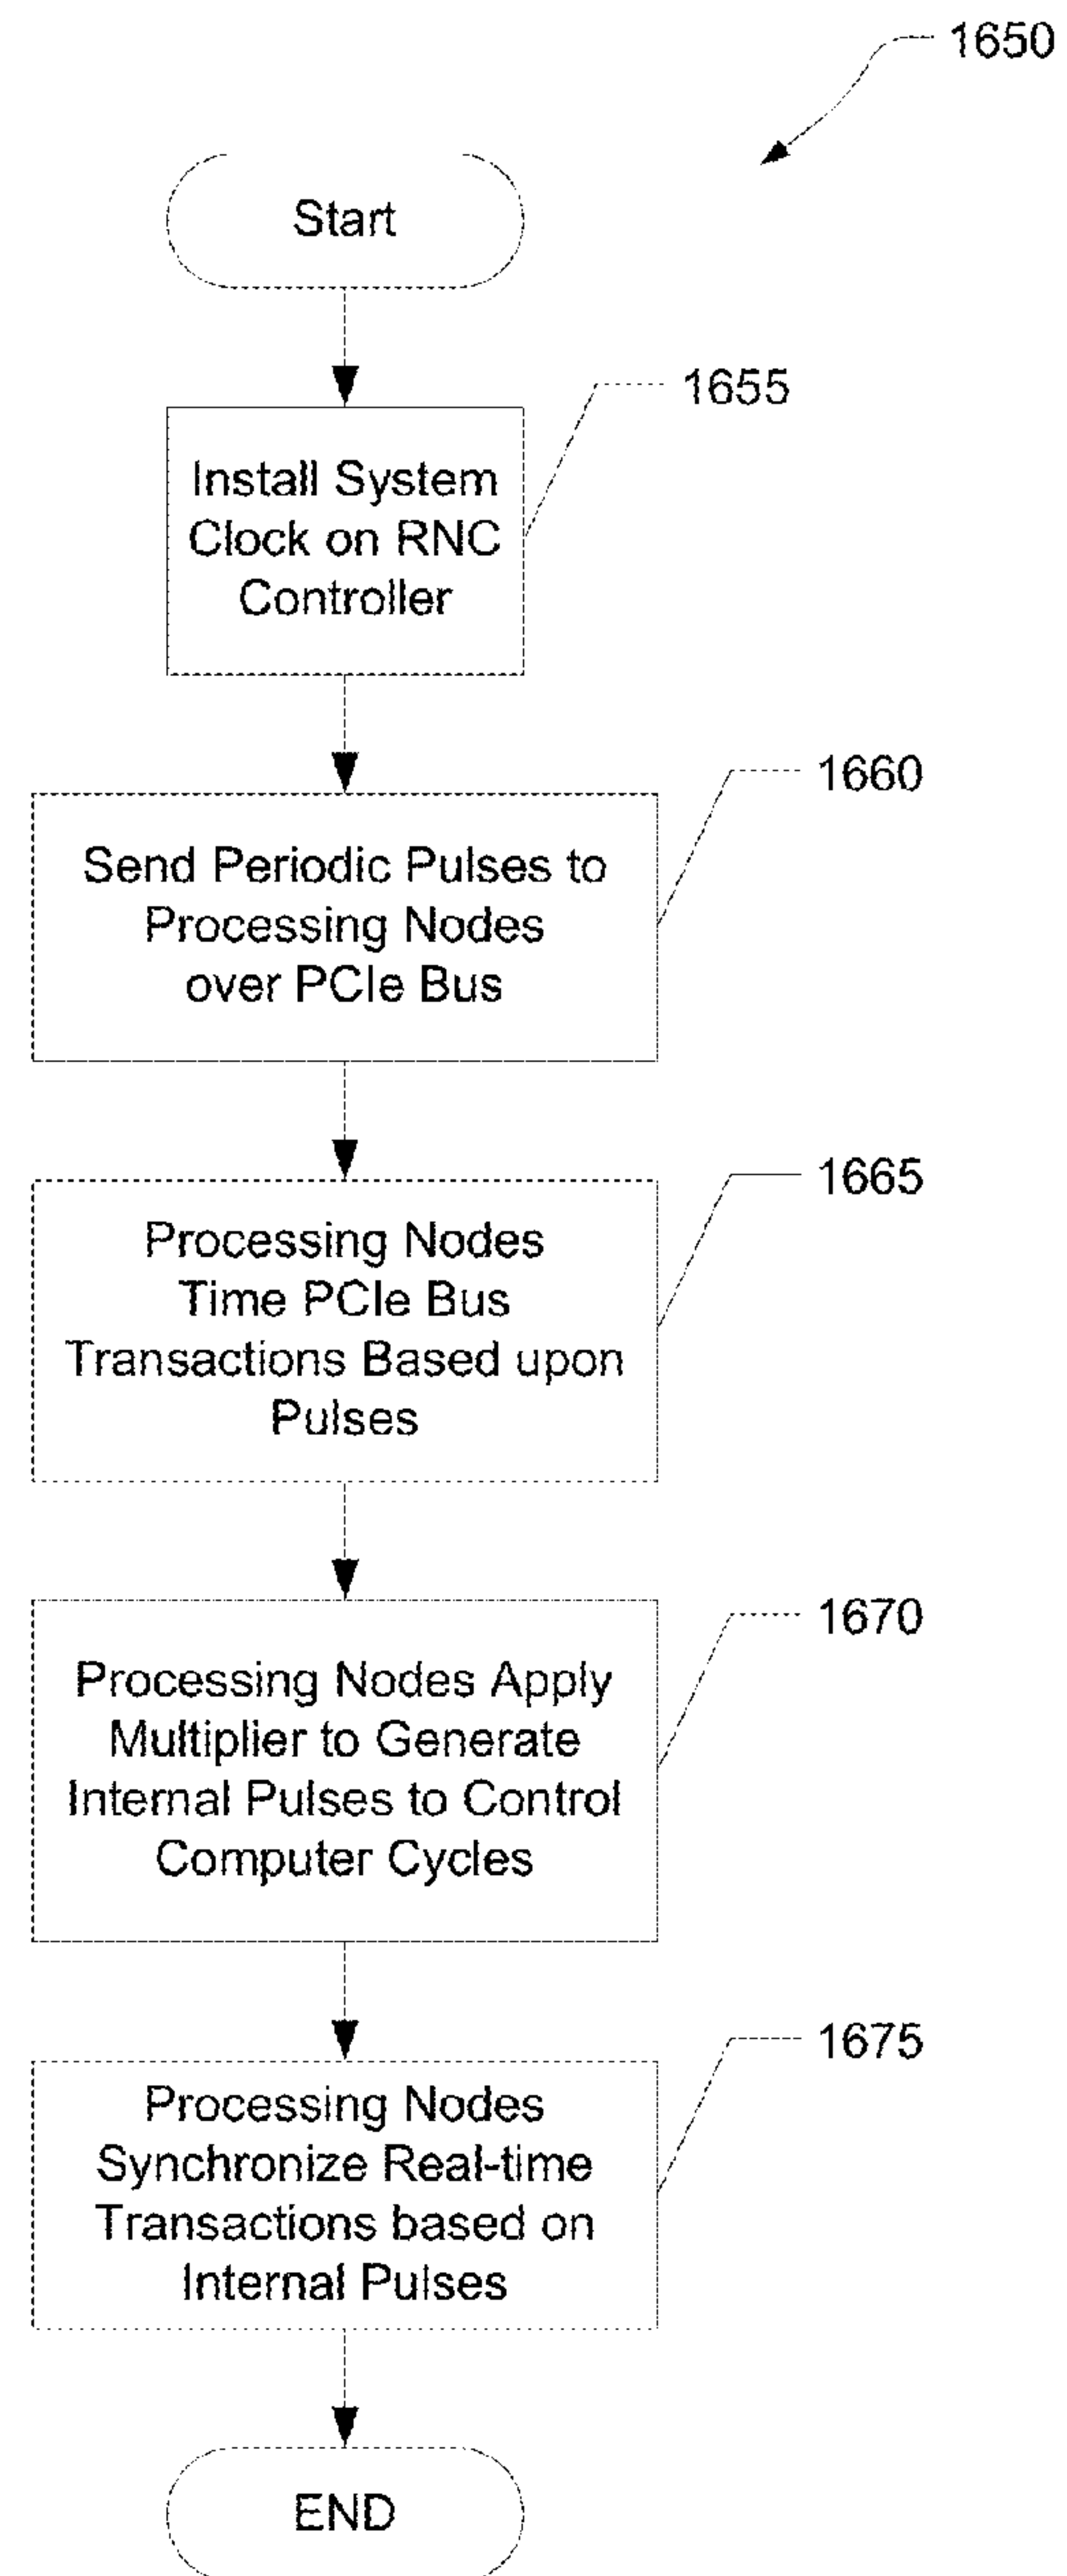 1650
Start
1655
Install System
Clock on RNC
Controller
1660
Send Periodic Pulses to
Processing Nodes
over PCIe Bus
1665
Processing Nodes
Time PCIe Bus
Transactions Based upon
Pulses
1670
Processing Nodes Apply
Multiplier to Generate
Internal Pulses to Control
Computer Cycles
1675
Processing Nodes
Synchronize Real-time
Transactions based on
Internal Pulses
END